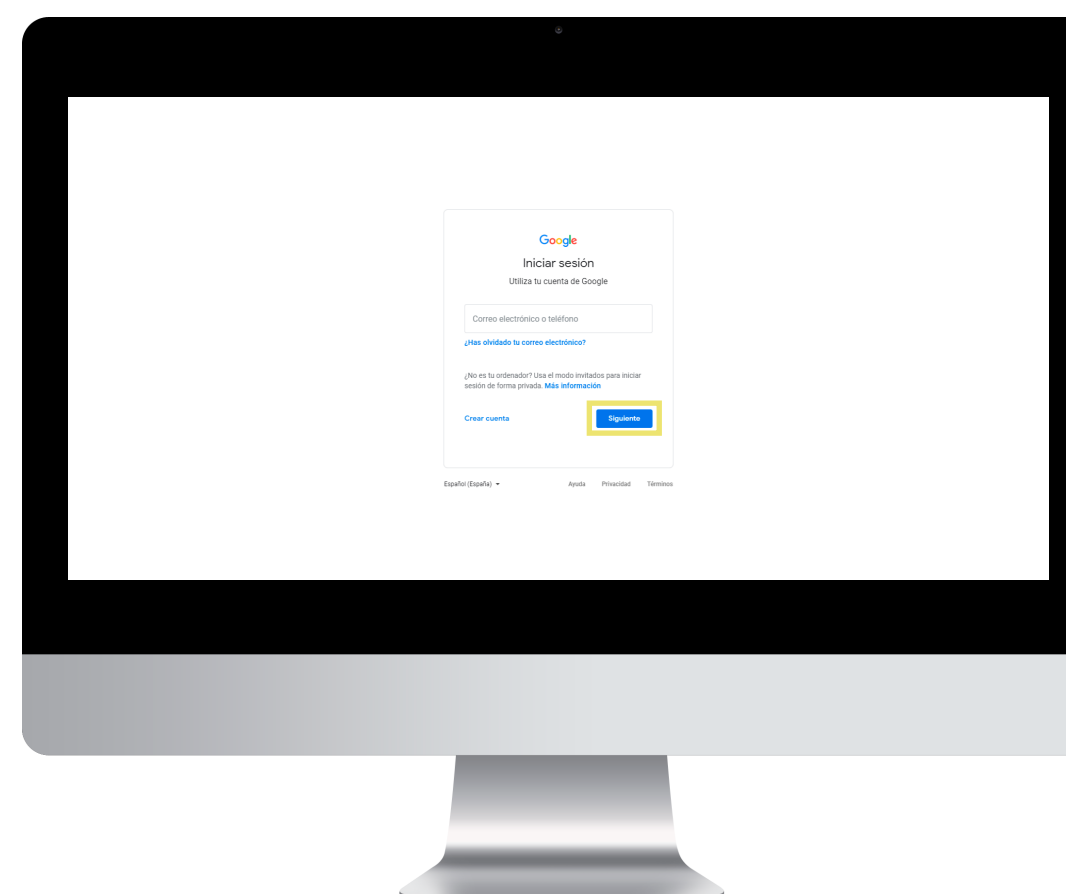 Google
Iniciar sesión
Utiliza tu cuenta de Google
Correo electrónico o teléfono
¿Has olvidado tu correo electrónico?
¿No es tu ordenador? Usa el modo invitados para iniciar
sesión de forma privada. Más información
Crear cuenta Siguiente
Español (España) Ayuda Privacidad Términos